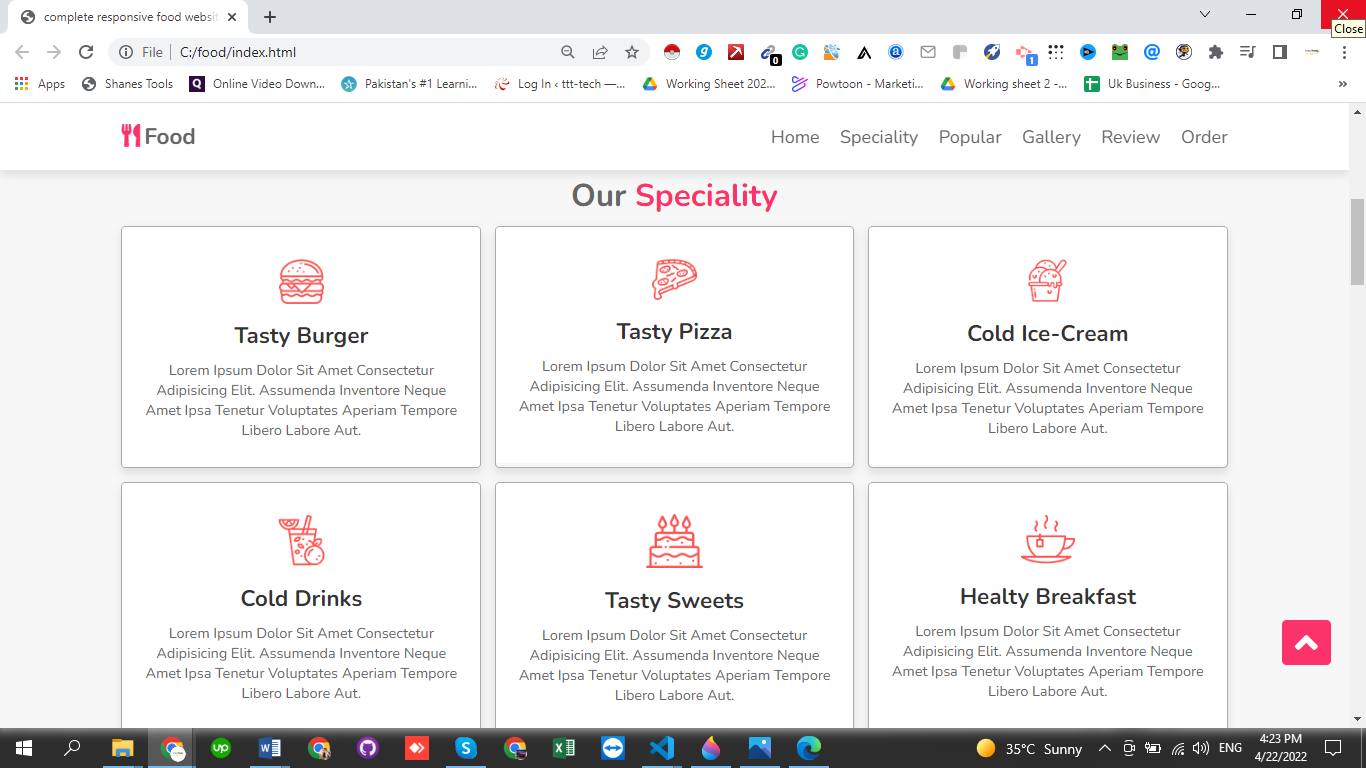 complete responsive food websi
Close
File
C:/food/index.html
0
1
Apps
Shanes Tools
Online Video Down...
Pakistan's #1 Learni...
Log In ‹ ttt-tech —...
Working Sheet 202...
Powtoon - Marketi...
Working sheet 2 -...
Uk Business - Goog...
»
Food
Home Speciality Popular Gallery Review Order
Our Speciality
Tasty Burger
Lorem Ipsum Dolor Sit Amet Consectetur
Adipisicing Elit. Assumenda Inventore Neque
Amet Ipsa Tenetur Voluptates Aperiam Tempore
Libero Labore Aut.
Tasty Pizza
Lorem Ipsum Dolor Sit Amet Consectetur
Adipisicing Elit. Assumenda Inventore Neque
Amet Ipsa Tenetur Voluptates Aperiam Tempore
Libero Labore Aut.
Cold Ice-Cream
Lorem Ipsum Dolor Sit Amet Consectetur
Adipisicing Elit. Assumenda Inventore Neque
Amet Ipsa Tenetur Voluptates Aperiam Tempore
Libero Labore Aut.
Cold Drinks
Lorem Ipsum Dolor Sit Amet Consectetur
Adipisicing Elit. Assumenda Inventore Neque
Amet Ipsa Tenetur Voluptates Aperiam Tempore
Libero Labore Aut.
Tasty Sweets
Lorem Ipsum Dolor Sit Amet Consectetur
Adipisicing Elit. Assumenda Inventore Neque
Amet Ipsa Tenetur Voluptates Aperiam Tempore
Libero Labore Aut.
Healty Breakfast
Lorem Ipsum Dolor Sit Amet Consectetur
Adipisicing Elit. Assumenda Inventore Neque
Amet Ipsa Tenetur Voluptates Aperiam Tempore
Libero Labore Aut.
35°C Sunny
ENG
4:23 PM
4/22/2022